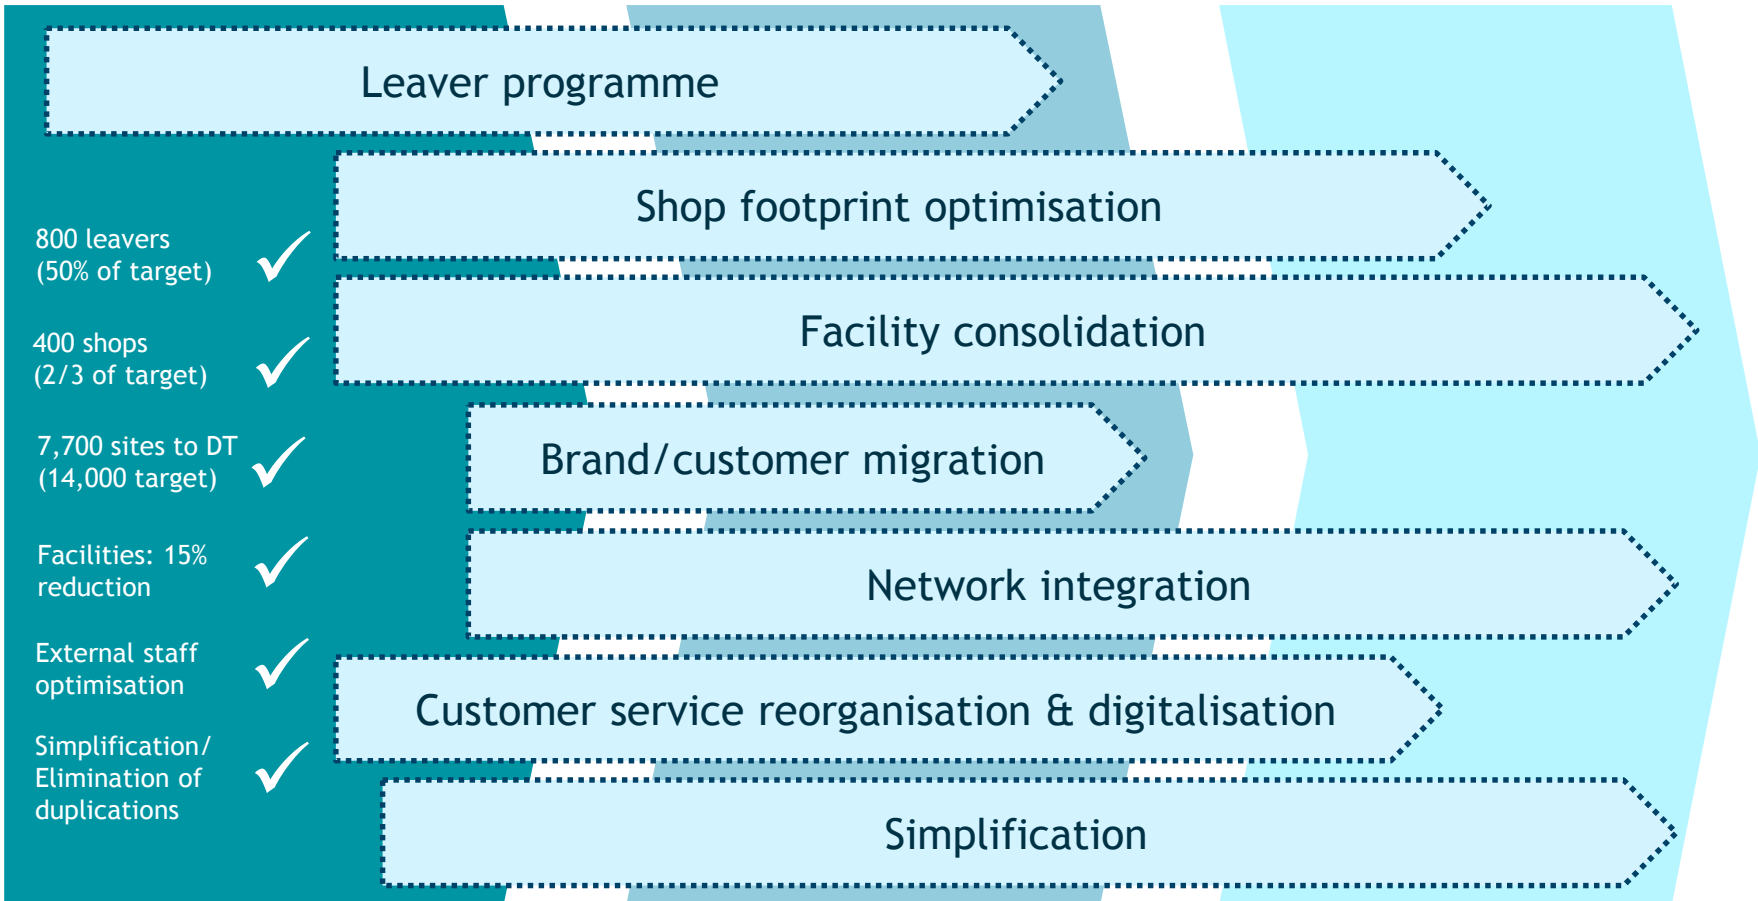 Leaver programme
Shop footprint optimisation
800 leavers
(50% of target)
Facility consolidation
400 shops
(2/3 of target)
Brand/customer migration
7,700 sites to DT
(14,000 target)
Network integration
Facilities: 15%
reduction
External staff
optimisation
Customer service reorganisation & digitalisation
Simplification/
Elimination of
duplications
Simplification